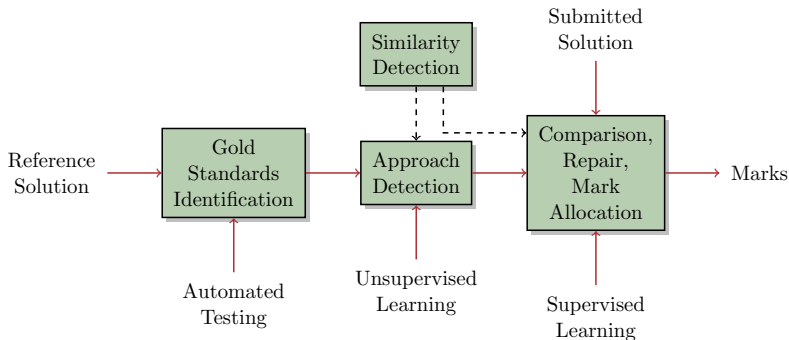 Similarity
Detection
Submitted
Solution
Reference
Solution
Gold
Standards
Identification
Approach
Detection
Comparison,
Repair,
Mark
Allocation
Marks
Automated
Testing
Unsupervised
Learning
Supervised
Learning